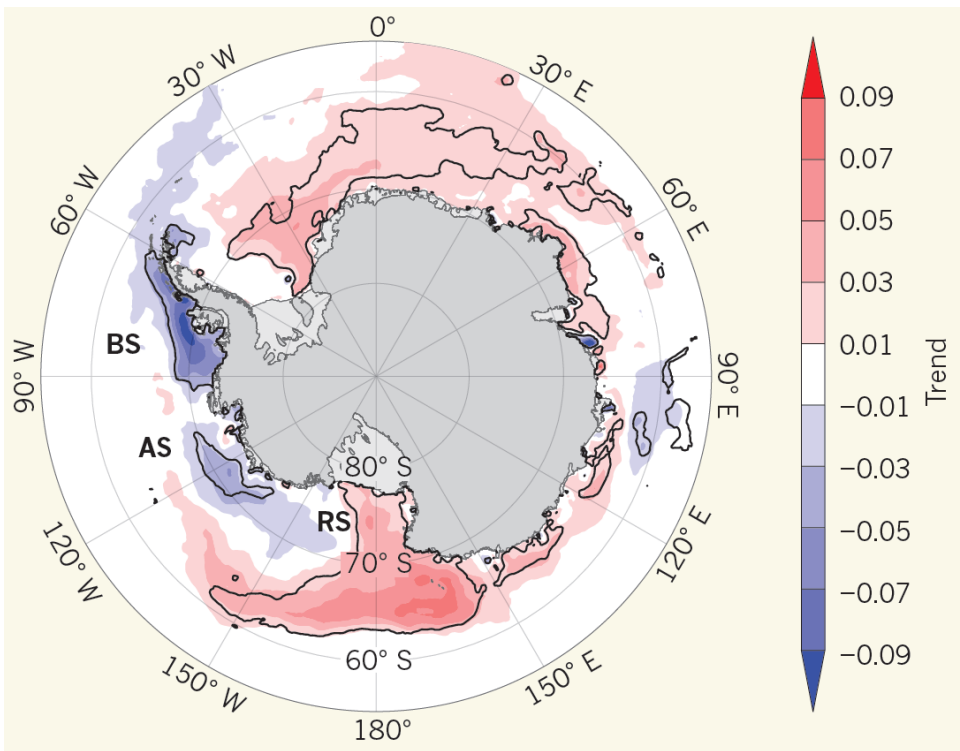 0°
30° W
30° E
60° W
60° E
BS
90° W
90° E
AS
80° S
RS
70° S
120° W
120° E
60° S
150° W
150° E
180°
0.09
0.07
0.05
0.03
0.01
−0.01
−0.03
−0.05
−0.07
−0.09
Trend